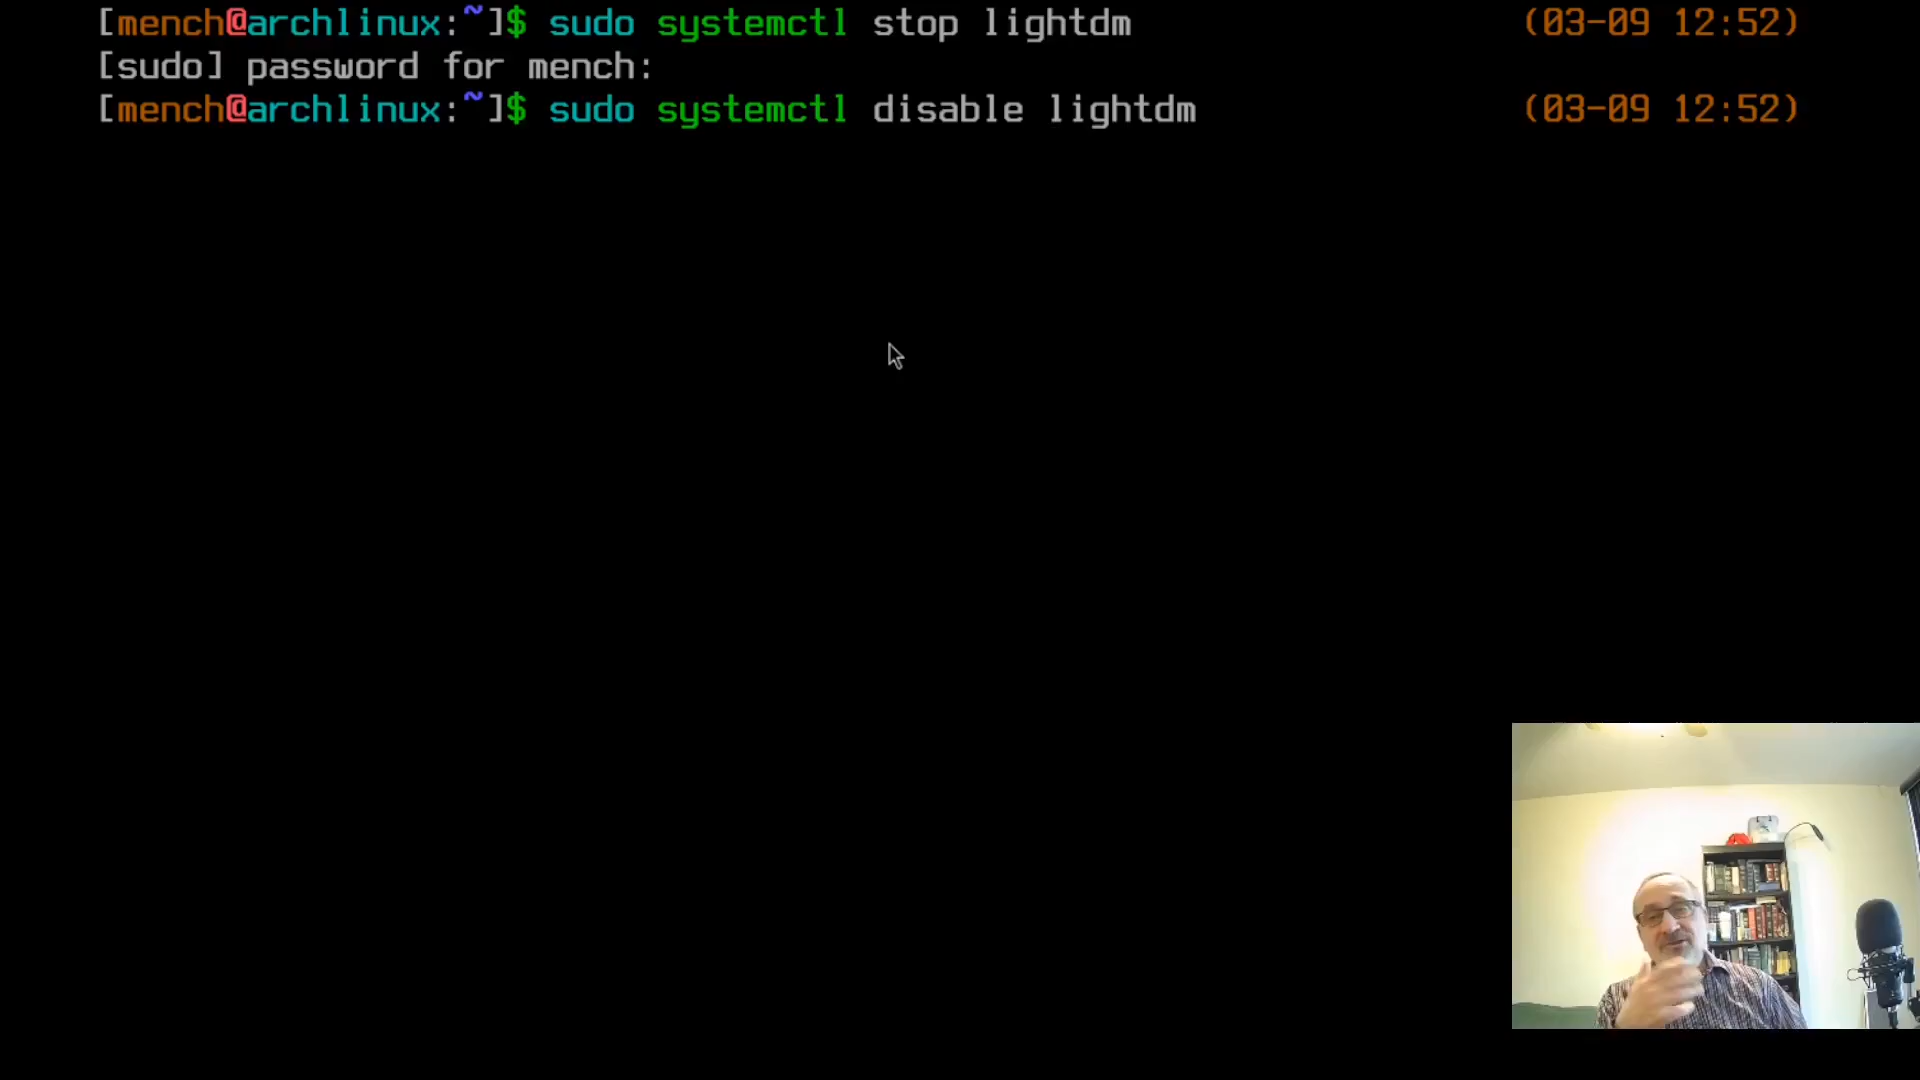 [mench@archlinux:~]$ sudo systemctl stop lightdm (03-09 12:52)
[sudo] password for mench:
[mench@archlinux:~]$ sudo systemctl disable lightdm (03-09 12:52)